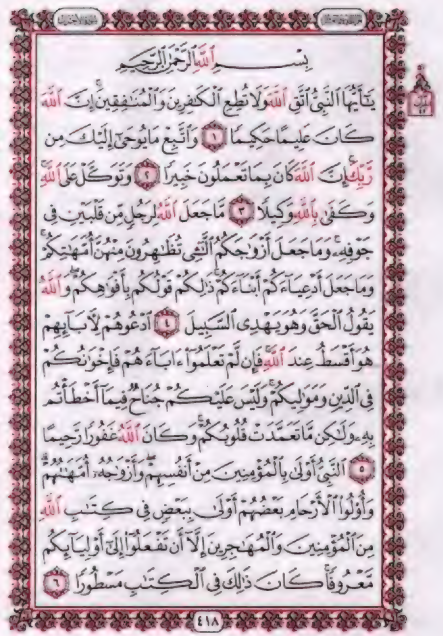 بِسْمِ ٱللَّهِ ٱلرَّحْمَٰنِ ٱلرَّحِيمِ
يَٰٓأَيُّهَا ٱلنَّبِىُّ ٱتَّقِ ٱللَّهَ وَلَا تُطِعِ ٱلْكَٰفِرِينَ وَٱلْمُنَٰفِقِينَ ۗ إِنَّ ٱللَّهَ
كَانَ عَلِيمًا حَكِيمًا ١ وَٱتَّبِعْ مَا يُوحَىٰٓ إِلَيْكَ مِن
رَّبِّكَ ۚ إِنَّ ٱللَّهَ كَانَ بِمَا تَعْمَلُونَ خَبِيرًا ٢ وَتَوَكَّلْ عَلَى ٱللَّهِ ۚ
وَكَفَىٰ بِٱللَّهِ وَكِيلًا ٣ مَّا جَعَلَ ٱللَّهُ لِرَجُلٍ مِّن قَلْبَيْنِ فِى
جَوْفِهِۦ ۚ وَمَا جَعَلَ أَزْوَٰجَكُمُ ٱلَّٰٓـِٔى تُظَٰهِرُونَ مِنْهُنَّ أُمَّهَٰتِكُمْ ۚ
وَمَا جَعَلَ أَدْعِيَآءَكُمْ أَبْنَآءَكُمْ ۚ ذَٰلِكُمْ قَوْلُكُم بِأَفْوَٰهِكُمْ ۖ وَٱللَّهُ
يَقُولُ ٱلْحَقَّ وَهُوَ يَهْدِى ٱلسَّبِيلَ ٤ ٱدْعُوهُمْ لِـَٔابَآئِهِمْ
هُوَ أَقْسَطُ عِندَ ٱللَّهِ ۚ فَإِن لَّمْ تَعْلَمُوٓا۟ ءَابَآءَهُمْ فَإِخْوَٰنُكُمْ
فِى ٱلدِّينِ وَمَوَٰلِيكُمْ ۚ وَلَيْسَ عَلَيْكُمْ جُنَاحٌ فِيمَآ أَخْطَأْتُم
بِهِۦ وَلَٰكِن مَّا تَعَمَّدَتْ قُلُوبُكُمْ ۚ وَكَانَ ٱللَّهُ غَفُورًا رَّحِيمًا
٥ ٱلنَّبِىُّ أَوْلَىٰ بِٱلْمُؤْمِنِينَ مِنْ أَنفُسِهِمْ ۖ وَأَزْوَٰجُهُۥٓ أُمَّهَٰتُهُمْ ۗ
وَأُو۟لُوا۟ ٱلْأَرْحَامِ بَعْضُهُمْ أَوْلَىٰ بِبَعْضٍ فِى كِتَٰبِ ٱللَّهِ
مِنَ ٱلْمُؤْمِنِينَ وَٱلْمُهَٰجِرِينَ إِلَّآ أَن تَفْعَلُوٓا۟ إِلَىٰٓ أَوْلِيَآئِكُم
مَّعْرُوفًا ۚ كَانَ ذَٰلِكَ فِى ٱلْكِتَٰبِ مَسْطُورًا ٦
٤١٨